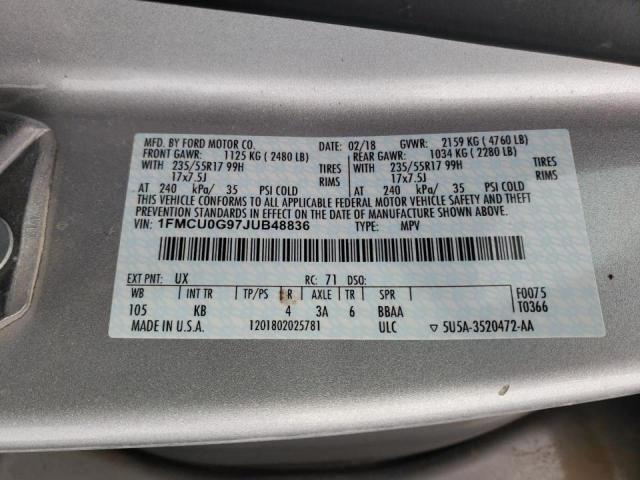 MFD. BY FORD MOTOR CO. 02/18 GVWR: 2159 KG ( 4760 LB)
FRONT GAWR: 1125 KG ( 2480 LB) REAR GAWR: 1034 KG ( 2280 LB)
WITH 235/55R17 99H TIRES WITH 235/55R17 99H TIRES
17x7.5J RIMS 17x7.5J RIMS
AT 240 kPa/ 35 PSI COLD AT 240 kPa/ 35 PSI COLD
THIS VEHICLE CONFORMS TO ALL APPLICABLE FEDERAL MOTOR VEHICLE SAFETY AND THEFT
PREVENTION STANDARDS IN EFFECT ON THE DATE OF MANUFACTURE SHOWN ABOVE.
VIN: 1FMCU0G97JUB48836 TYPE: MPV
EXT PNT: UX RC: 71 DSO:
WB INT TR TP/PS R AXLE TR SPR F0075
105 KB 4 3A 6 BBAA T0366
MADE IN U.S.A. 1201802025781 ULC ▽ 5U5A-3520472-AA